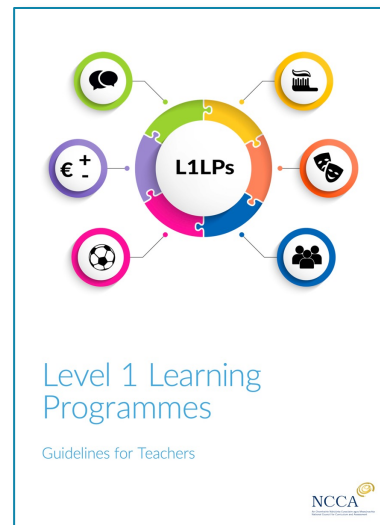 L1LPs
€ +
-
Level 1 Learning
Programmes
Guidelines for Teachers
NCCA